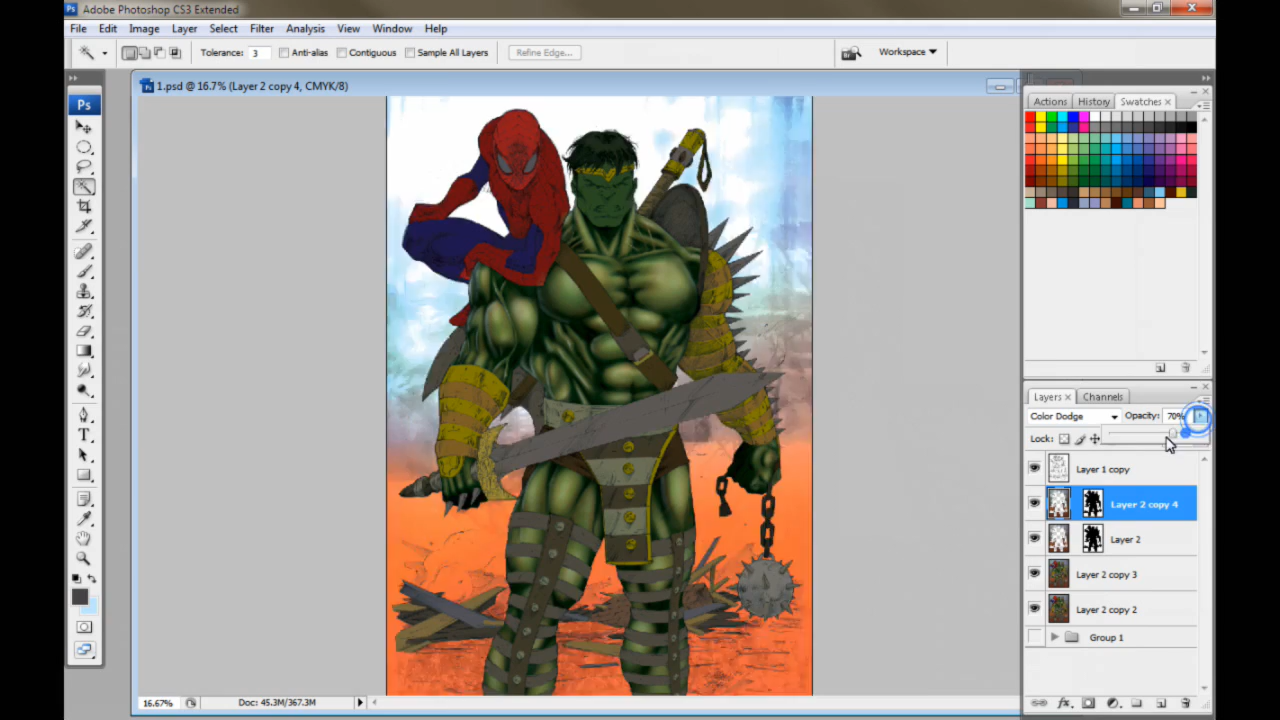 Ps Adobe Photoshop CS3 Extended
File Edit Image Layer Select Filter Analysis View Window Help
Tolerance: 3 Anti-alias Contiguous Sample All Layers Refine Edge... Workspace
1.psd @ 16.7% (Layer 2 copy 4, CMYK/8)
Ps
Actions History Swatches ×
Layers × Channels
Color Dodge Opacity: 70%
Lock:
Layer 1 copy
Layer 2 copy 4
Layer 2
Layer 2 copy 3
Layer 2 copy 2
Group 1
16.67% Doc: 45.3M/367.3M